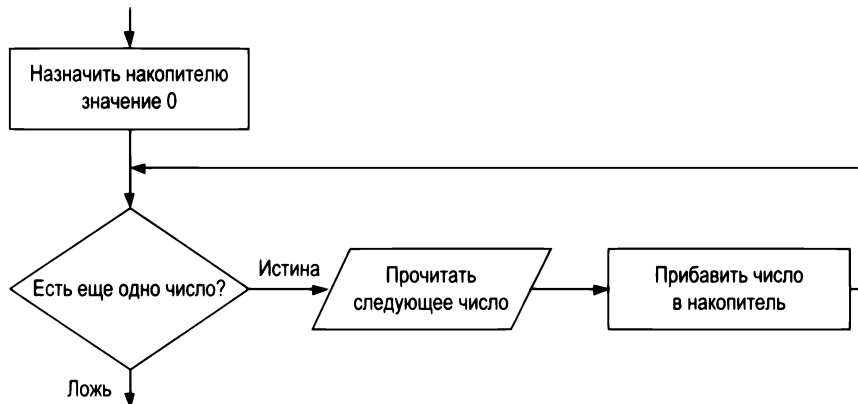 Назначить накопителю
значение 0
Есть еще одно число?
Истина
Прочитать
следующее число
Прибавить число
в накопитель
Ложь